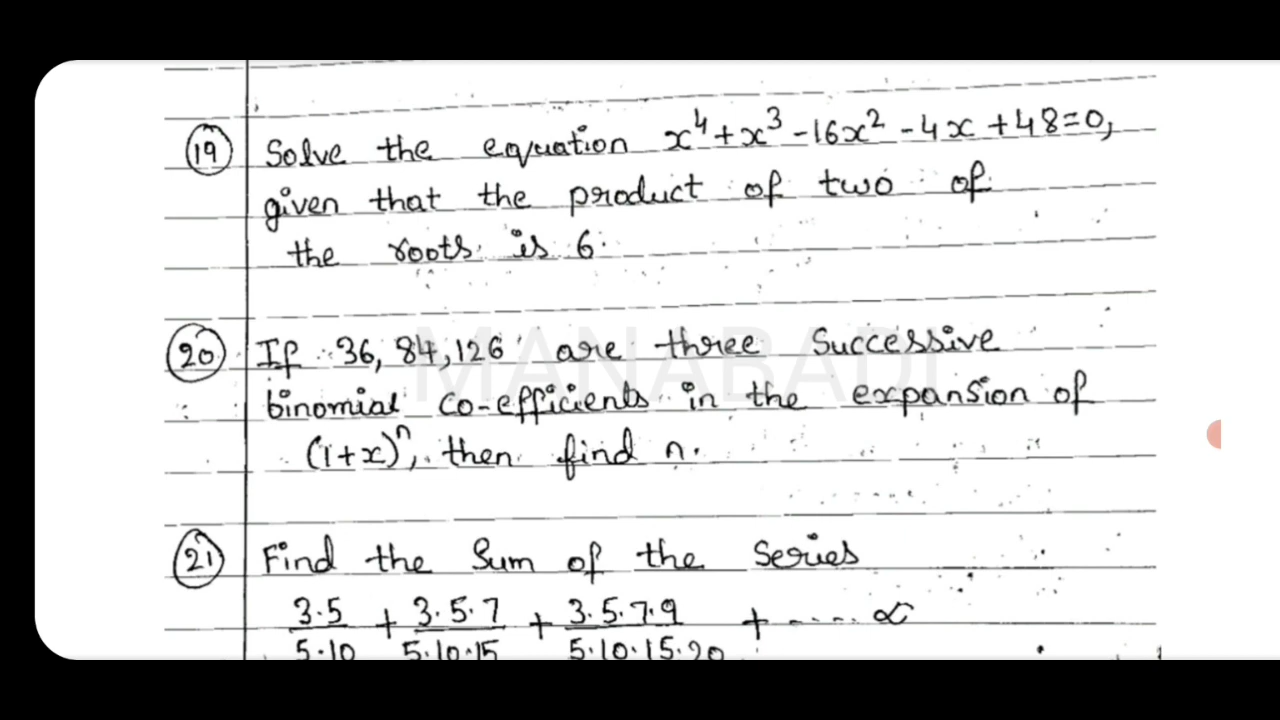 (19) Solve the equation x⁴+x³-16x²-4x+48=0,
given that the product of two of
the roots is 6.
(20) If 36, 84, 126 are three Successive
binomial co-efficients in the expansion of
(1+x)ⁿ, then find n.
MANABADI
(21) Find the Sum of the Series
3.5/5.10 + 3.5.7/5.10.15 + 3.5.7.9/5.10.15.20 + ..... ∝